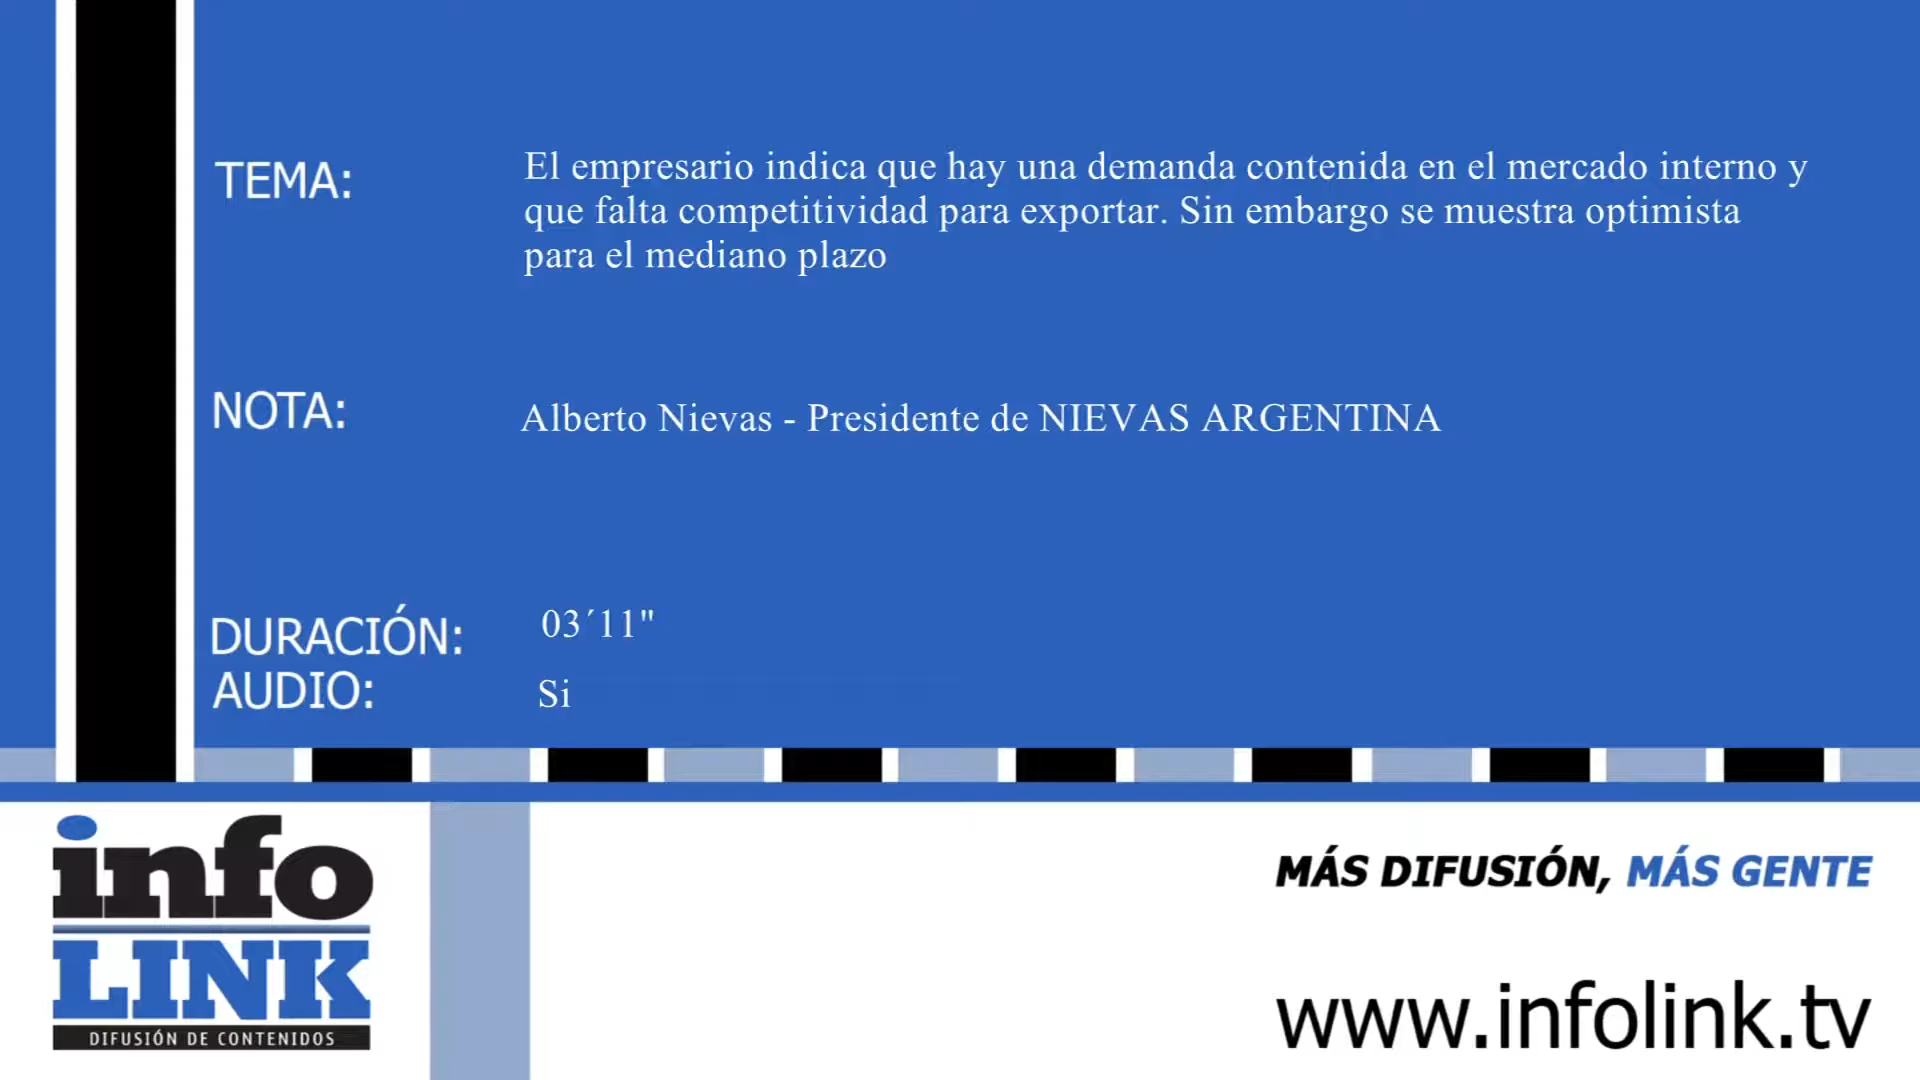 TEMA:
El empresario indica que hay una demanda contenida en el mercado interno y
que falta competitividad para exportar. Sin embargo se muestra optimista
para el mediano plazo
NOTA:
Alberto Nievas - Presidente de NIEVAS ARGENTINA
DURACIÓN:
03´11"
AUDIO:
Si
info
LINK
DIFUSIÓN DE CONTENIDOS
MÁS DIFUSIÓN, MÁS GENTE
www.infolink.tv